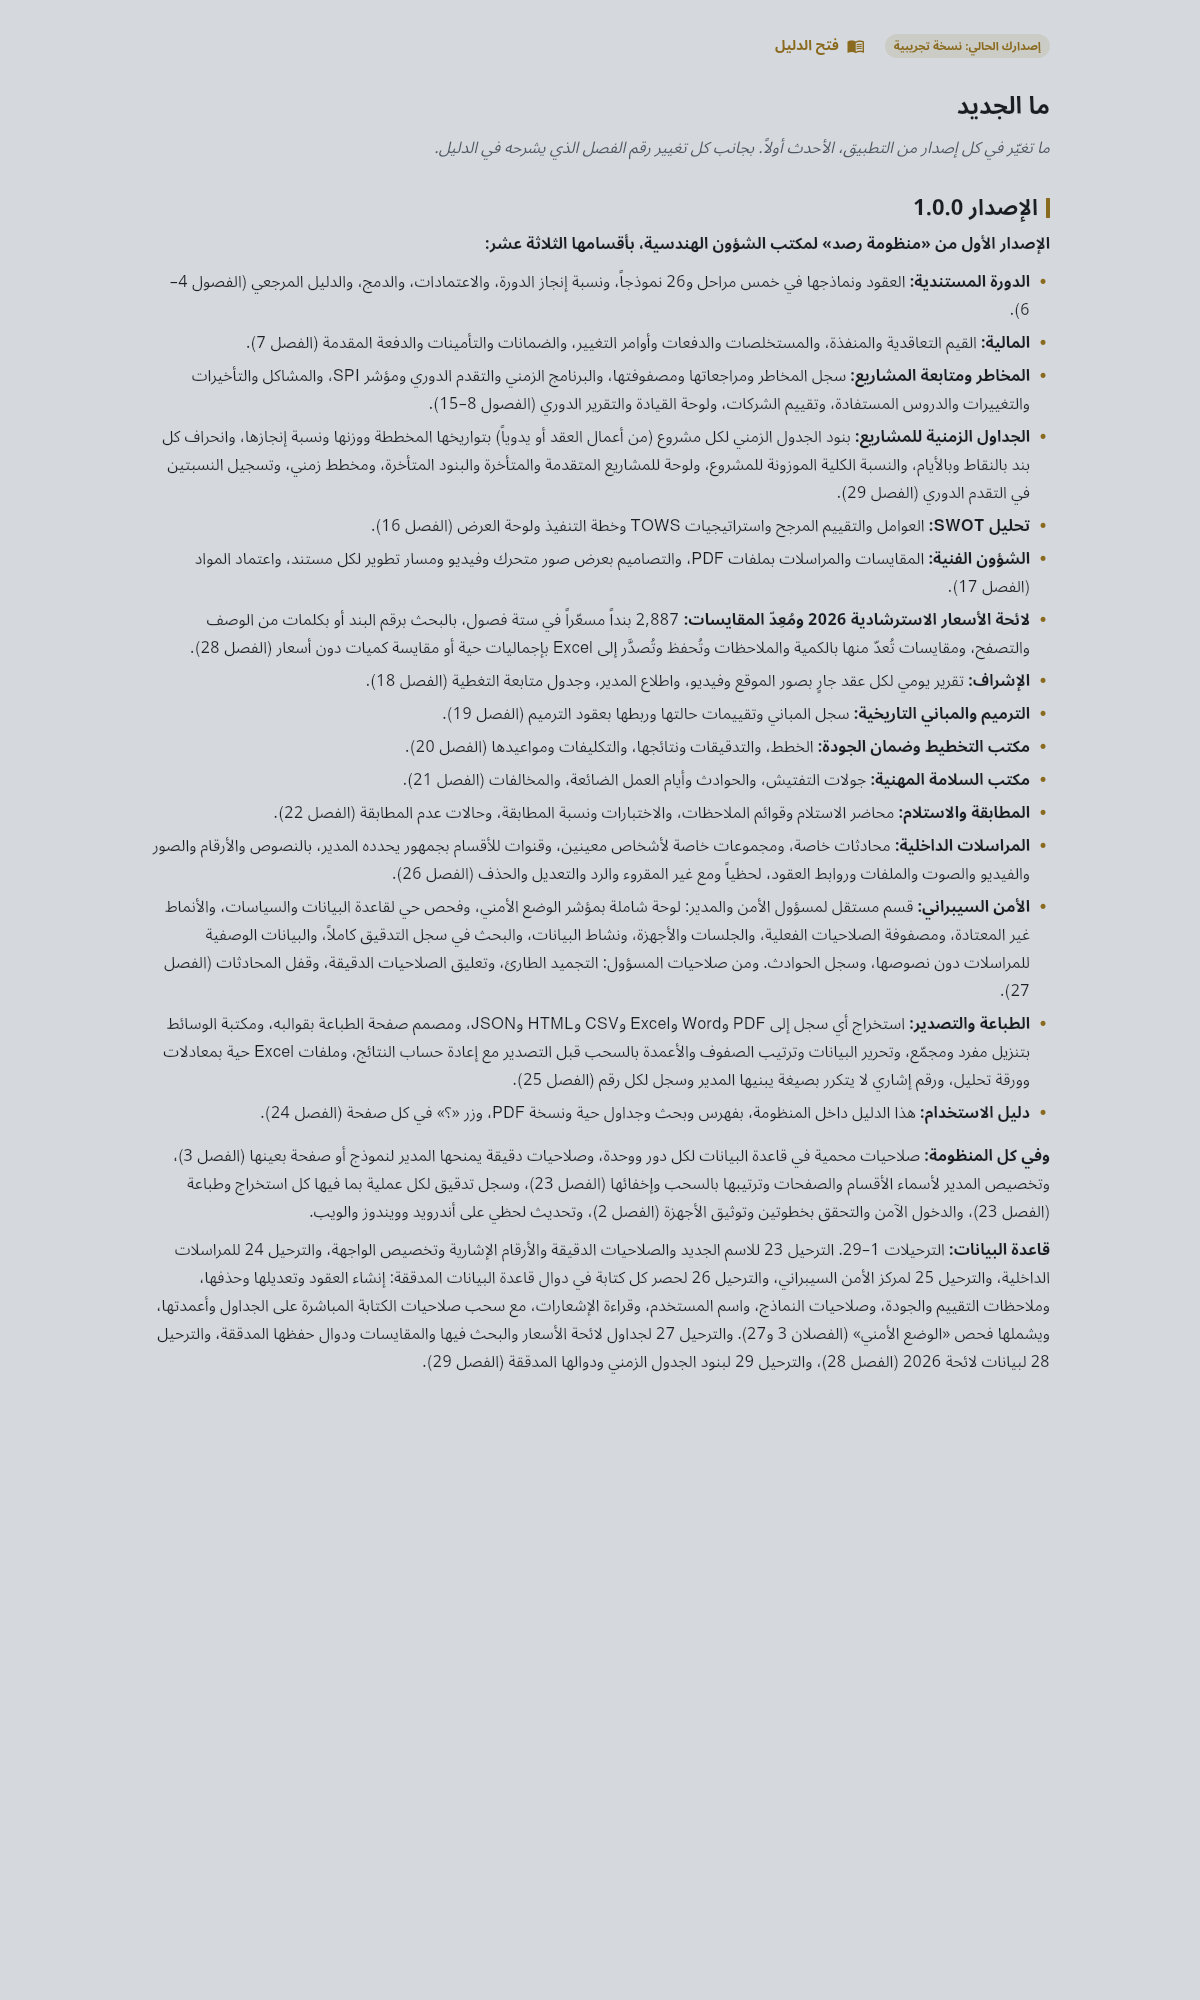 إصدارك الحالي: نسخة تجريبية
فتح الدليل
ما الجديد
ما تغيّر في كل إصدار من التطبيق، الأحدث أولاً. بجانب كل تغيير رقم الفصل الذي يشرحه في الدليل.
الإصدار 1.0.0
الإصدار الأول من «منظومة رصد» لمكتب الشؤون الهندسية، بأقسامها الثلاثة عشر:
• الدورة المستندية: العقود ونماذجها في خمس مراحل و26 نموذجاً، ونسبة إنجاز الدورة، والاعتمادات، والدمج، والدليل المرجعي (الفصول 4–
6).
• المالية: القيم التعاقدية والمنفذة، والمستخلصات والدفعات وأوامر التغيير، والضمانات والتأمينات والدفعة المقدمة (الفصل 7).
• المخاطر ومتابعة المشاريع: سجل المخاطر ومراجعاتها ومصفوفتها، والبرنامج الزمني والتقدم الدوري ومؤشر SPI، والمشاكل والتأخيرات
والتغييرات والدروس المستفادة، وتقييم الشركات، ولوحة القيادة والتقرير الدوري (الفصول 8–15).
• الجداول الزمنية للمشاريع: بنود الجدول الزمني لكل مشروع (من أعمال العقد أو يدوياً) بتواريخها المخططة ووزنها ونسبة إنجازها، وانحراف كل
بند بالنقاط وبالأيام، والنسبة الكلية الموزونة للمشروع، ولوحة للمشاريع المتقدمة والمتأخرة والبنود المتأخرة، ومخطط زمني، وتسجيل النسبتين
في التقدم الدوري (الفصل 29).
• تحليل SWOT: العوامل والتقييم المرجح واستراتيجيات TOWS وخطة التنفيذ ولوحة العرض (الفصل 16).
• الشؤون الفنية: المقايسات والمراسلات بملفات PDF، والتصاميم بعرض صور متحرك وفيديو ومسار تطوير لكل مستند، واعتماد المواد
(الفصل 17).
• لائحة الأسعار الاسترشادية 2026 ومُعِدّ المقايسات: 2,887 بنداً مسعّراً في ستة فصول، بالبحث برقم البند أو بكلمات من الوصف
والتصفح، ومقايسات تُعدّ منها بالكمية والملاحظات وتُحفظ وتُصدَّر إلى Excel بإجماليات حية أو مقايسة كميات دون أسعار (الفصل 28).
• الإشراف: تقرير يومي لكل عقد جارٍ بصور الموقع وفيديو، واطلاع المدير، وجدول متابعة التغطية (الفصل 18).
• الترميم والمباني التاريخية: سجل المباني وتقييمات حالتها وربطها بعقود الترميم (الفصل 19).
• مكتب التخطيط وضمان الجودة: الخطط، والتدقيقات ونتائجها، والتكليفات ومواعيدها (الفصل 20).
• مكتب السلامة المهنية: جولات التفتيش، والحوادث وأيام العمل الضائعة، والمخالفات (الفصل 21).
• المطابقة والاستلام: محاضر الاستلام وقوائم الملاحظات، والاختبارات ونسبة المطابقة، وحالات عدم المطابقة (الفصل 22).
• المراسلات الداخلية: محادثات خاصة، ومجموعات خاصة لأشخاص معينين، وقنوات للأقسام بجمهور يحدده المدير، بالنصوص والأرقام والصور
والفيديو والصوت والملفات وروابط العقود، لحظياً ومع غير المقروء والرد والتعديل والحذف (الفصل 26).
• الأمن السيبراني: قسم مستقل لمسؤول الأمن والمدير: لوحة شاملة بمؤشر الوضع الأمني، وفحص حي لقاعدة البيانات والسياسات، والأنماط
غير المعتادة، ومصفوفة الصلاحيات الفعلية، والجلسات والأجهزة، ونشاط البيانات، والبحث في سجل التدقيق كاملاً، والبيانات الوصفية
للمراسلات دون نصوصها، وسجل الحوادث. ومن صلاحيات المسؤول: التجميد الطارئ، وتعليق الصلاحيات الدقيقة، وقفل المحادثات (الفصل
27).
• الطباعة والتصدير: استخراج أي سجل إلى PDF وWord وExcel وCSV وHTML وJSON، ومصمم صفحة الطباعة بقوالبه، ومكتبة الوسائط
بتنزيل مفرد ومجمّع، وتحرير البيانات وترتيب الصفوف والأعمدة بالسحب قبل التصدير مع إعادة حساب النتائج، وملفات Excel حية بمعادلات
وورقة تحليل، ورقم إشاري لا يتكرر بصيغة يبنيها المدير وسجل لكل رقم (الفصل 25).
• دليل الاستخدام: هذا الدليل داخل المنظومة، بفهرس وبحث وجداول حية ونسخة PDF، وزر «؟» في كل صفحة (الفصل 24).
وفي كل المنظومة: صلاحيات محمية في قاعدة البيانات لكل دور ووحدة، وصلاحيات دقيقة يمنحها المدير لنموذج أو صفحة بعينها (الفصل 3)،
وتخصيص المدير لأسماء الأقسام والصفحات وترتيبها بالسحب وإخفائها (الفصل 23)، وسجل تدقيق لكل عملية بما فيها كل استخراج وطباعة
(الفصل 23)، والدخول الآمن والتحقق بخطوتين وتوثيق الأجهزة (الفصل 2)، وتحديث لحظي على أندرويد وويندوز والويب.
قاعدة البيانات: الترحيلات 1–29. الترحيل 23 للاسم الجديد والصلاحيات الدقيقة والأرقام الإشارية وتخصيص الواجهة، والترحيل 24 للمراسلات
الداخلية، والترحيل 25 لمركز الأمن السيبراني، والترحيل 26 لحصر كل كتابة في دوال قاعدة البيانات المدققة: إنشاء العقود وتعديلها وحذفها،
وملاحظات التقييم والجودة، وصلاحيات النماذج، واسم المستخدم، وقراءة الإشعارات، مع سحب صلاحيات الكتابة المباشرة على الجداول وأعمدتها،
ويشملها فحص «الوضع الأمني» (الفصلان 3 و27). والترحيل 27 لجداول لائحة الأسعار والبحث فيها والمقايسات ودوال حفظها المدققة، والترحيل
28 لبيانات لائحة 2026 (الفصل 28)، والترحيل 29 لبنود الجدول الزمني ودوالها المدققة (الفصل 29).